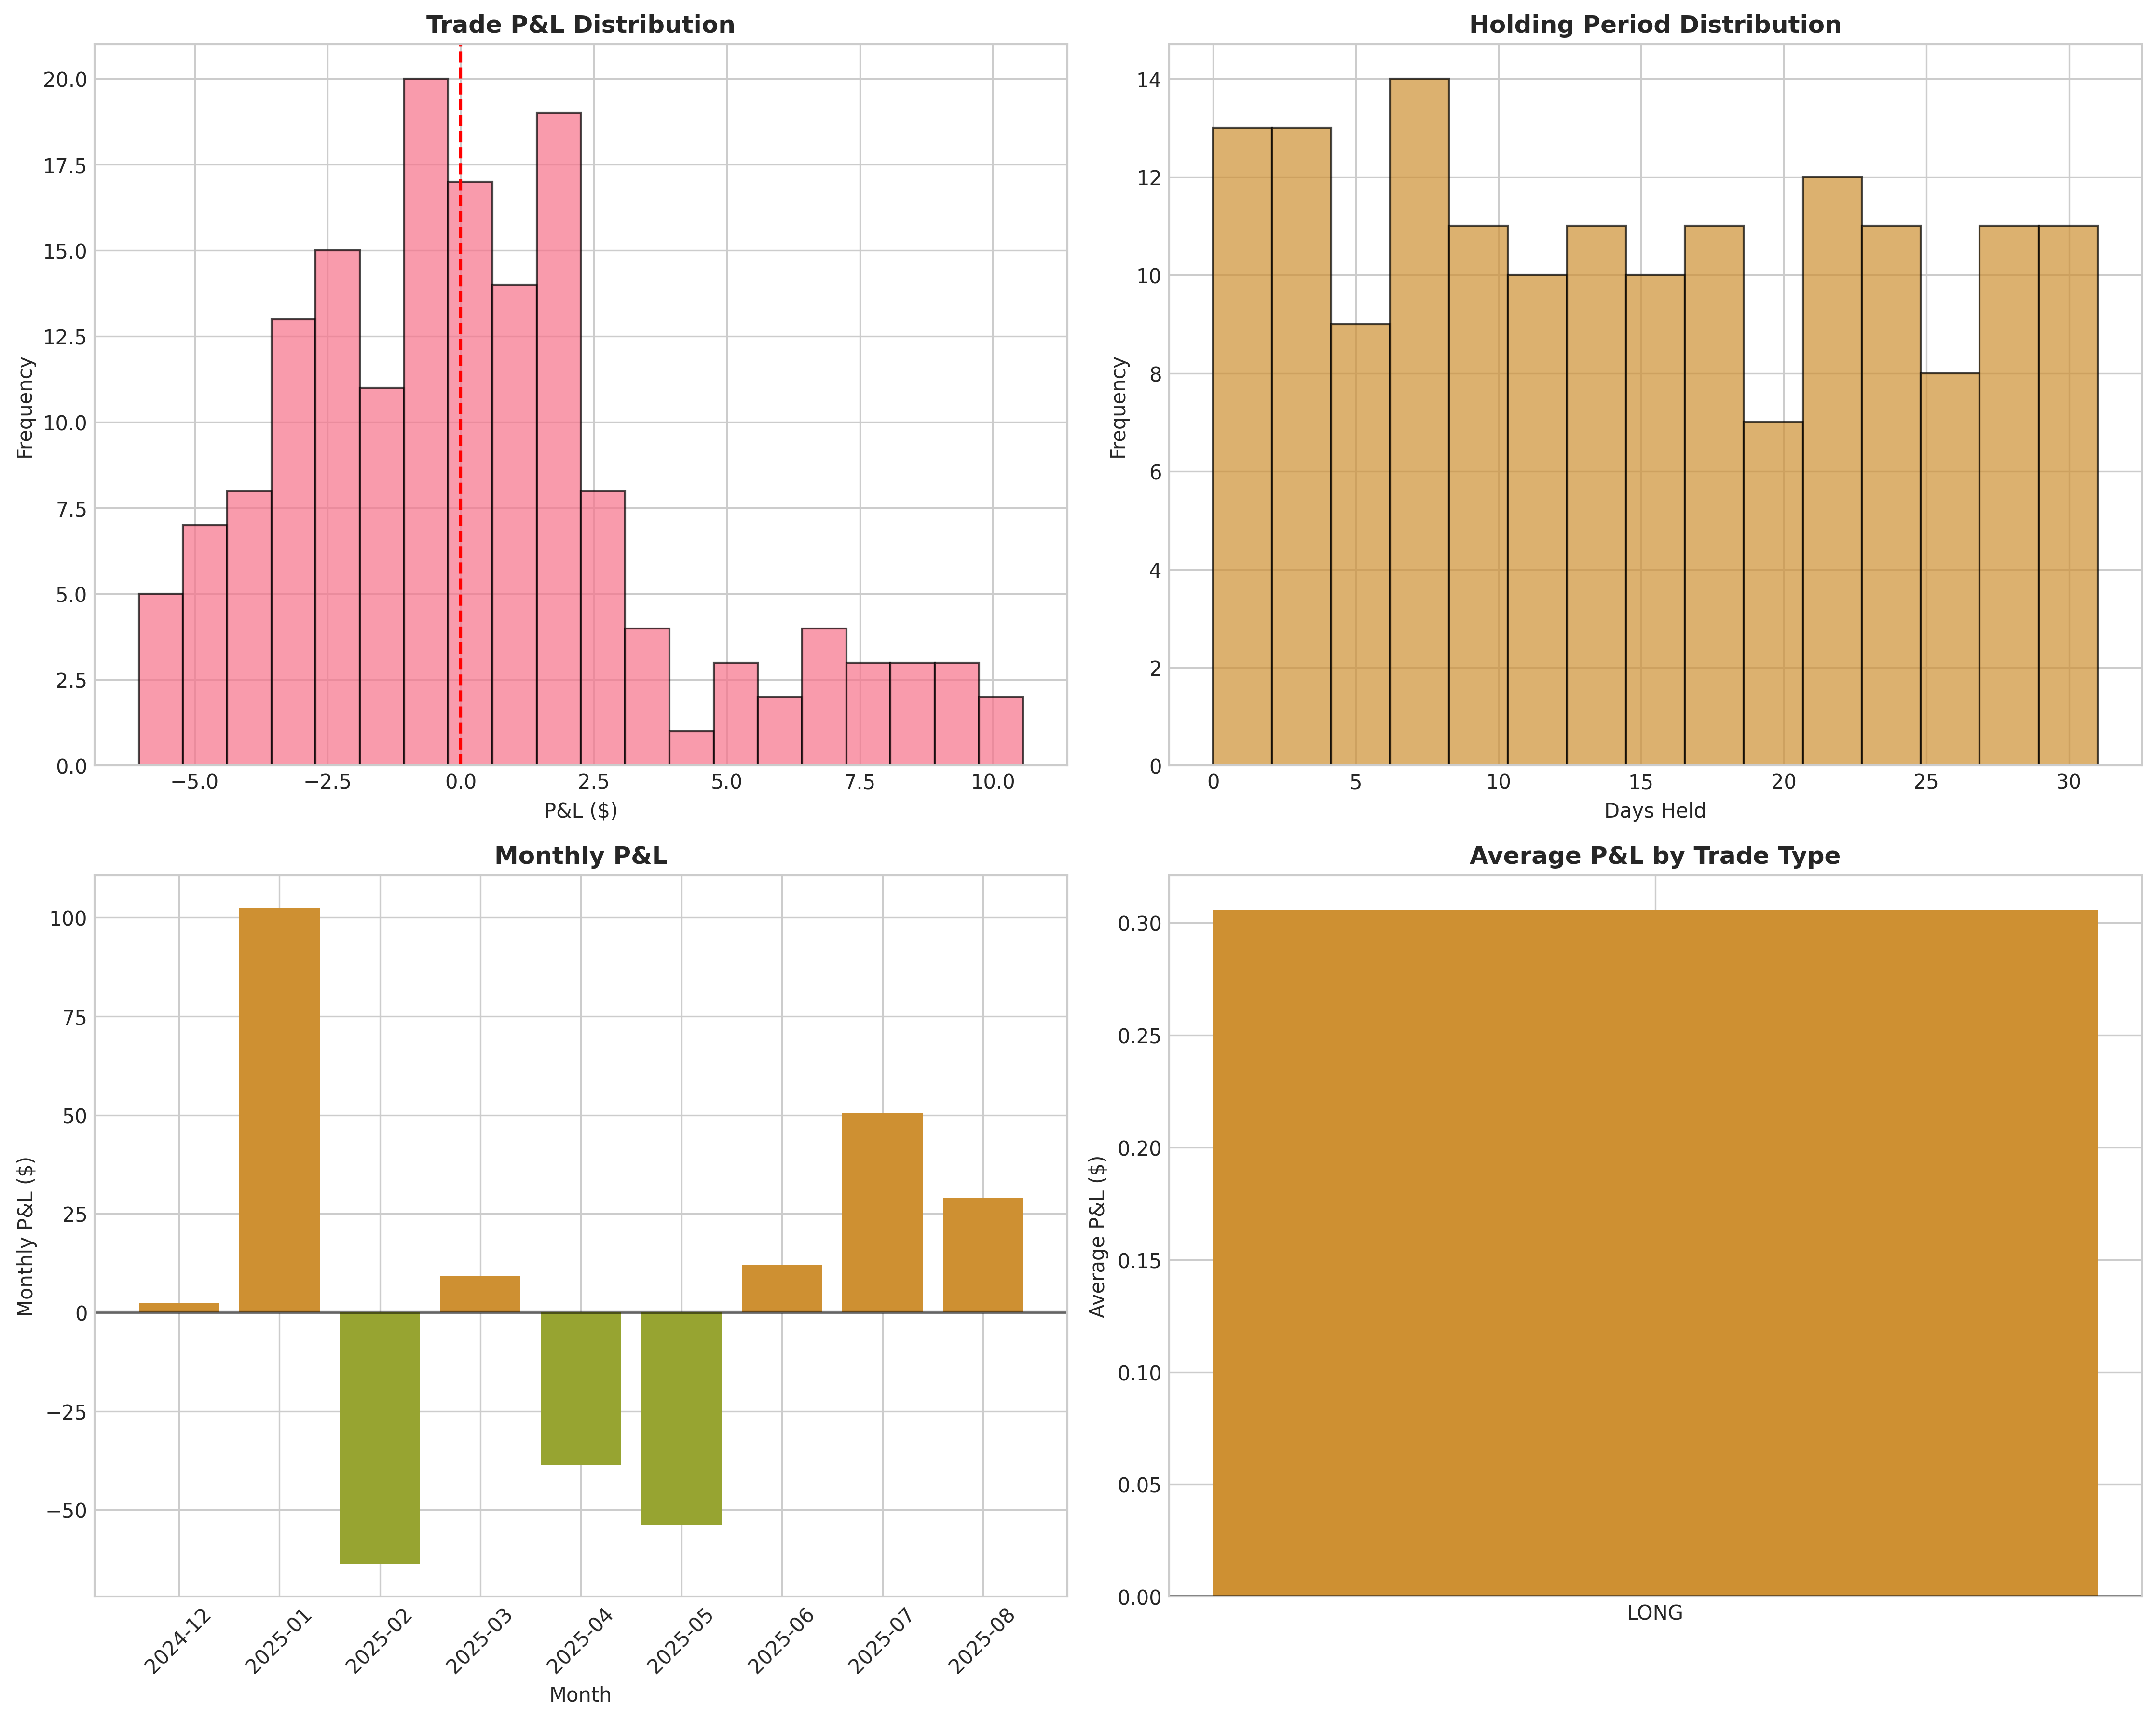 Trade P&L Distribution
Frequency
20.0
17.5
15.0
12.5
10.0
7.5
5.0
2.5
0.0
−5.0 −2.5 0.0 2.5 5.0 7.5 10.0
P&L ($)
Holding Period Distribution
Frequency
14
12
10
8
6
4
2
0
0 5 10 15 20 25 30
Days Held
Monthly P&L
Monthly P&L ($)
100
75
50
25
0
−25
−50
2024-12 2025-01 2025-02 2025-03 2025-04 2025-05 2025-06 2025-07 2025-08
Month
Average P&L by Trade Type
Average P&L ($)
0.30
0.25
0.20
0.15
0.10
0.05
0.00
LONG